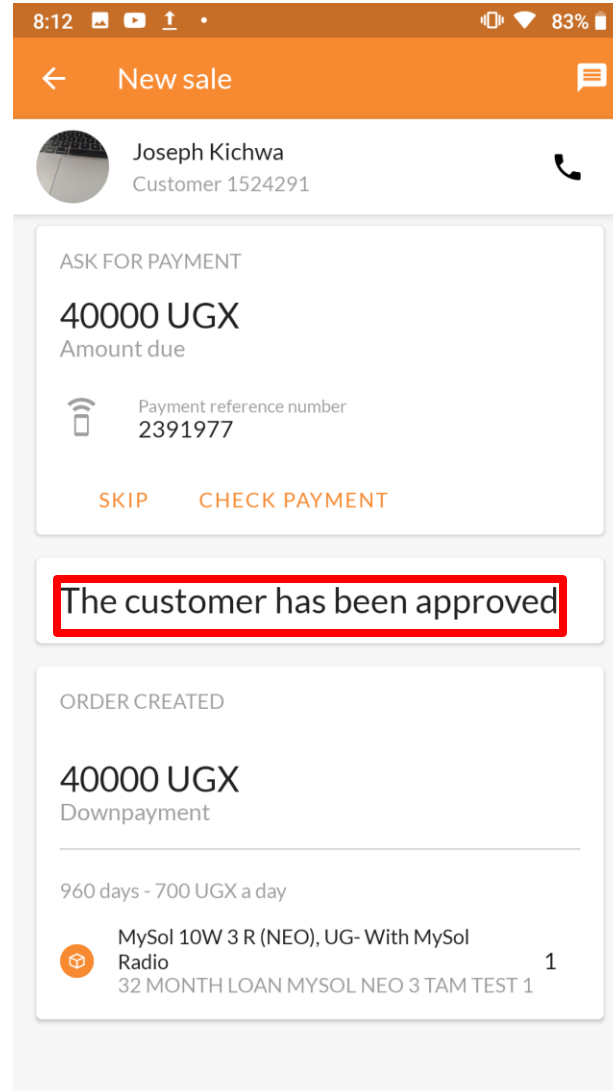 8:12 83%
New sale
Joseph Kichwa
Customer 1524291
ASK FOR PAYMENT
40000 UGX
Amount due
Payment reference number
2391977
SKIP CHECK PAYMENT
The customer has been approved
ORDER CREATED
40000 UGX
Downpayment
960 days - 700 UGX a day
MySol 10W 3 R (NEO), UG- With MySol
Radio 1
32 MONTH LOAN MYSOL NEO 3 TAM TEST 1